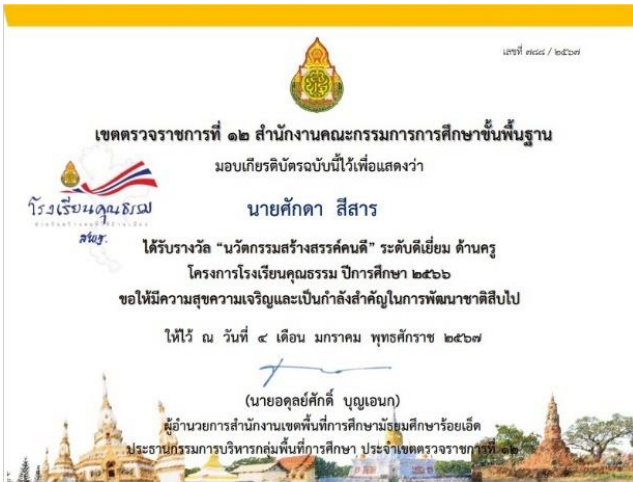 เลขที่ ๗๘๘ / ๒๕๖๗
เขตตรวจราชการที่ ๑๒ สำนักงานคณะกรรมการการศึกษาขั้นพื้นฐาน
มอบเกียรติบัตรฉบับนี้ไว้เพื่อแสดงว่า
โรงเรียนคุณธรรม
สพฐ.
นายศักดา สีสาร
ได้รับรางวัล “นวัตกรรมสร้างสรรค์คนดี” ระดับดีเยี่ยม ด้านครู
โครงการโรงเรียนคุณธรรม ปีการศึกษา ๒๕๖๖
ขอให้มีความสุขความเจริญและเป็นกำลังสำคัญในการพัฒนาชาติสืบไป
ให้ไว้ ณ วันที่ ๔ เดือน มกราคม พุทธศักราช ๒๕๖๗
(นายอดุลย์ศักดิ์ บุญเอนก)
ผู้อำนวยการสำนักงานเขตพื้นที่การศึกษามัธยมศึกษาร้อยเอ็ด
ประธานกรรมการบริหารกลุ่มพื้นที่การศึกษา ประจำเขตตรวจราชการที่ ๑๒